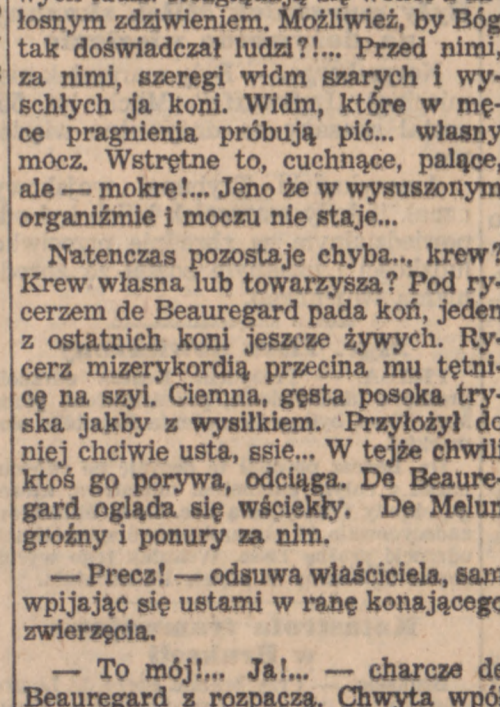 łosnym zdziwieniem. Możliwież, by Bóg
tak doświadczał ludzi?!... Przed nimi,
za nimi, szeregi widm szarych i wy-
schłych ja koni. Widm, które w mę-
ce pragnienia próbują pić... własny
mocz. Wstrętne to, cuchnące, palące,
ale — mokre!... Jeno że w wysuszonym
organiźmie i moczu nie staje...
Natenczas pozostaje chyba.., krew?
Krew własna lub towarzysza? Pod ry-
cerzem de Beauregard pada koń, jeden
z ostatnich koni jeszcze żywych. Ry-
cerz mizerykordią przecina mu tętni-
cę na szyi. Ciemna, gęsta posoka try-
ska jakby z wysiłkiem. Przyłożył do
niej chciwie usta, ssie... W tejże chwili
ktoś go porywa, odciąga. De Beaure-
gard ogląda się wściekły. De Melun
groźny i ponury za nim.
— Precz! — odsuwa właściciela, sam
wpijając się ustami w ranę konającego
zwierzęcia.
— To mój!... Ja!... — charcze de
Beauregard z rozpaczą. Chwyta wpó